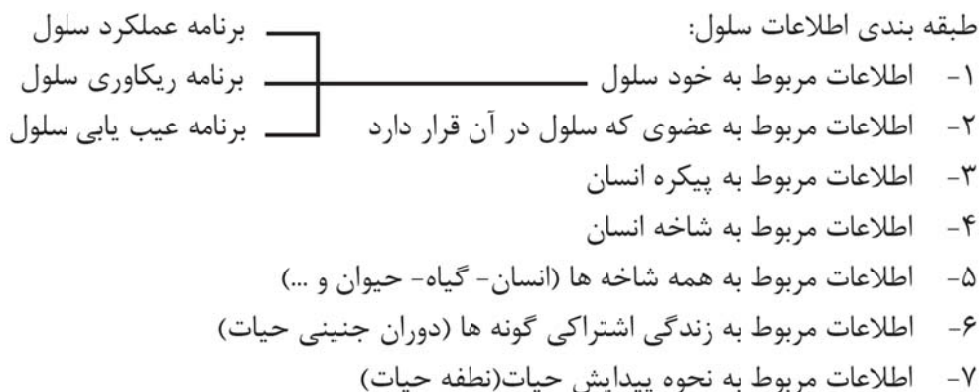 طبقه بندی اطلاعات سلول:
۱- اطلاعات مربوط به خود سلول
برنامه عملکرد سلول
برنامه ریکاوری سلول
برنامه عیب یابی سلول
۲- اطلاعات مربوط به عضوی که سلول در آن قرار دارد
۳- اطلاعات مربوط به پیکره انسان
۴- اطلاعات مربوط به شاخه انسان
۵- اطلاعات مربوط به همه شاخه ها (انسان- گیاه- حیوان و ...)
۶- اطلاعات مربوط به زندگی اشتراکی گونه ها (دوران جنینی حیات)
۷- اطلاعات مربوط به نحوه پیدایش حیات(نطفه حیات)